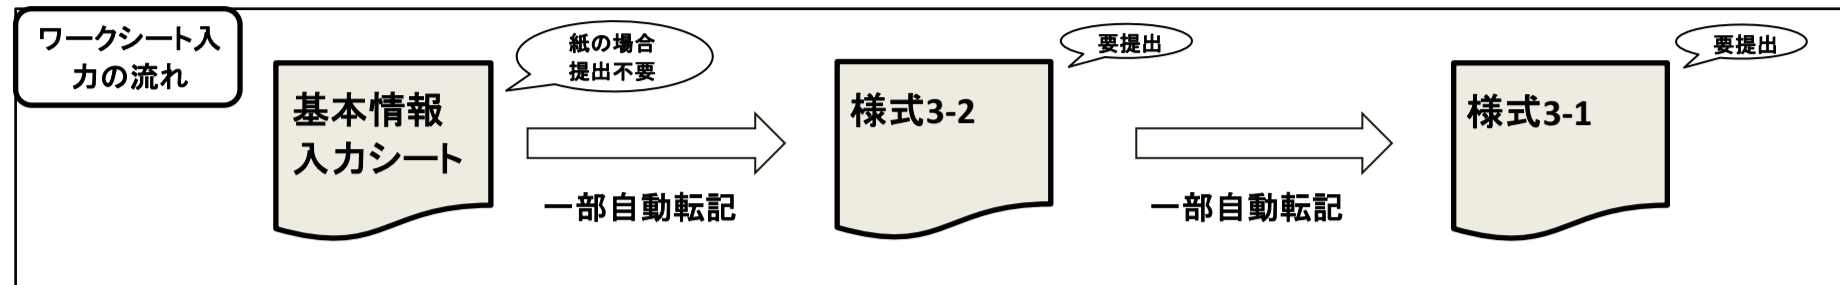 ワークシート入
力の流れ
紙の場合
提出不要
要提出
要提出
基本情報
入力シート
様式3-2
様式3-1
一部自動転記
一部自動転記